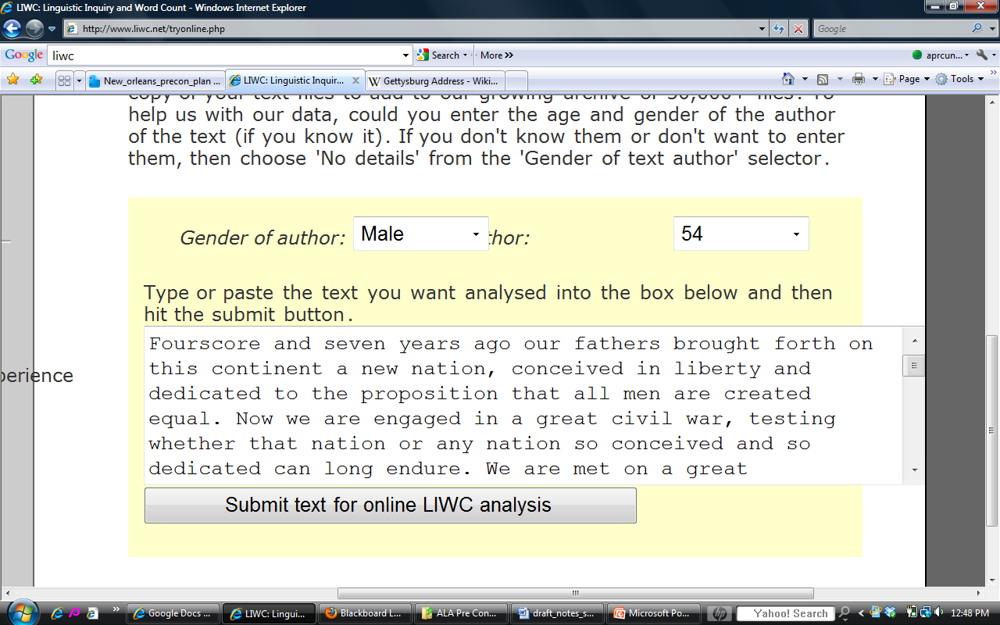 LIWC: Linguistic Inquiry and Word Count - Windows Internet Explorer
http://www.liwc.net/tryonline.php
Google
Google liwc Search More »
aprcun...
New_orleans_precon_plan ... LIWC: Linguistic Inquir... Gettysburg Address - Wiki...
Page Tools »
help us with our data, could you enter the age and gender of the author
of the text (if you know it). If you don't know them or don't want to enter
them, then choose 'No details' from the 'Gender of text author' selector.
Gender of author: Male thor: 54
Type or paste the text you want analysed into the box below and then
hit the submit button.
Fourscore and seven years ago our fathers brought forth on
this continent a new nation, conceived in liberty and
perience
dedicated to the proposition that all men are created
equal. Now we are engaged in a great civil war, testing
whether that nation or any nation so conceived and so
dedicated can long endure. We are met on a great
Submit text for online LIWC analysis
» Google Docs ... LIWC: Lingui... Blackboard L... ALA Pre Con... draft_notes_s... Microsoft Po... hp Yahoo! Search 12:48 PM